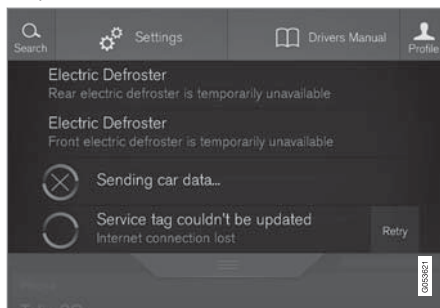 Search
Settings
Drivers Manual
Profile
Electric Defroster
Rear electric defroster is temporarily unavailable
Electric Defroster
Front electric defroster is temporarily unavailable
Sending car data...
Service tag couldn't be updated
Internet connection lost
Retry
G053621